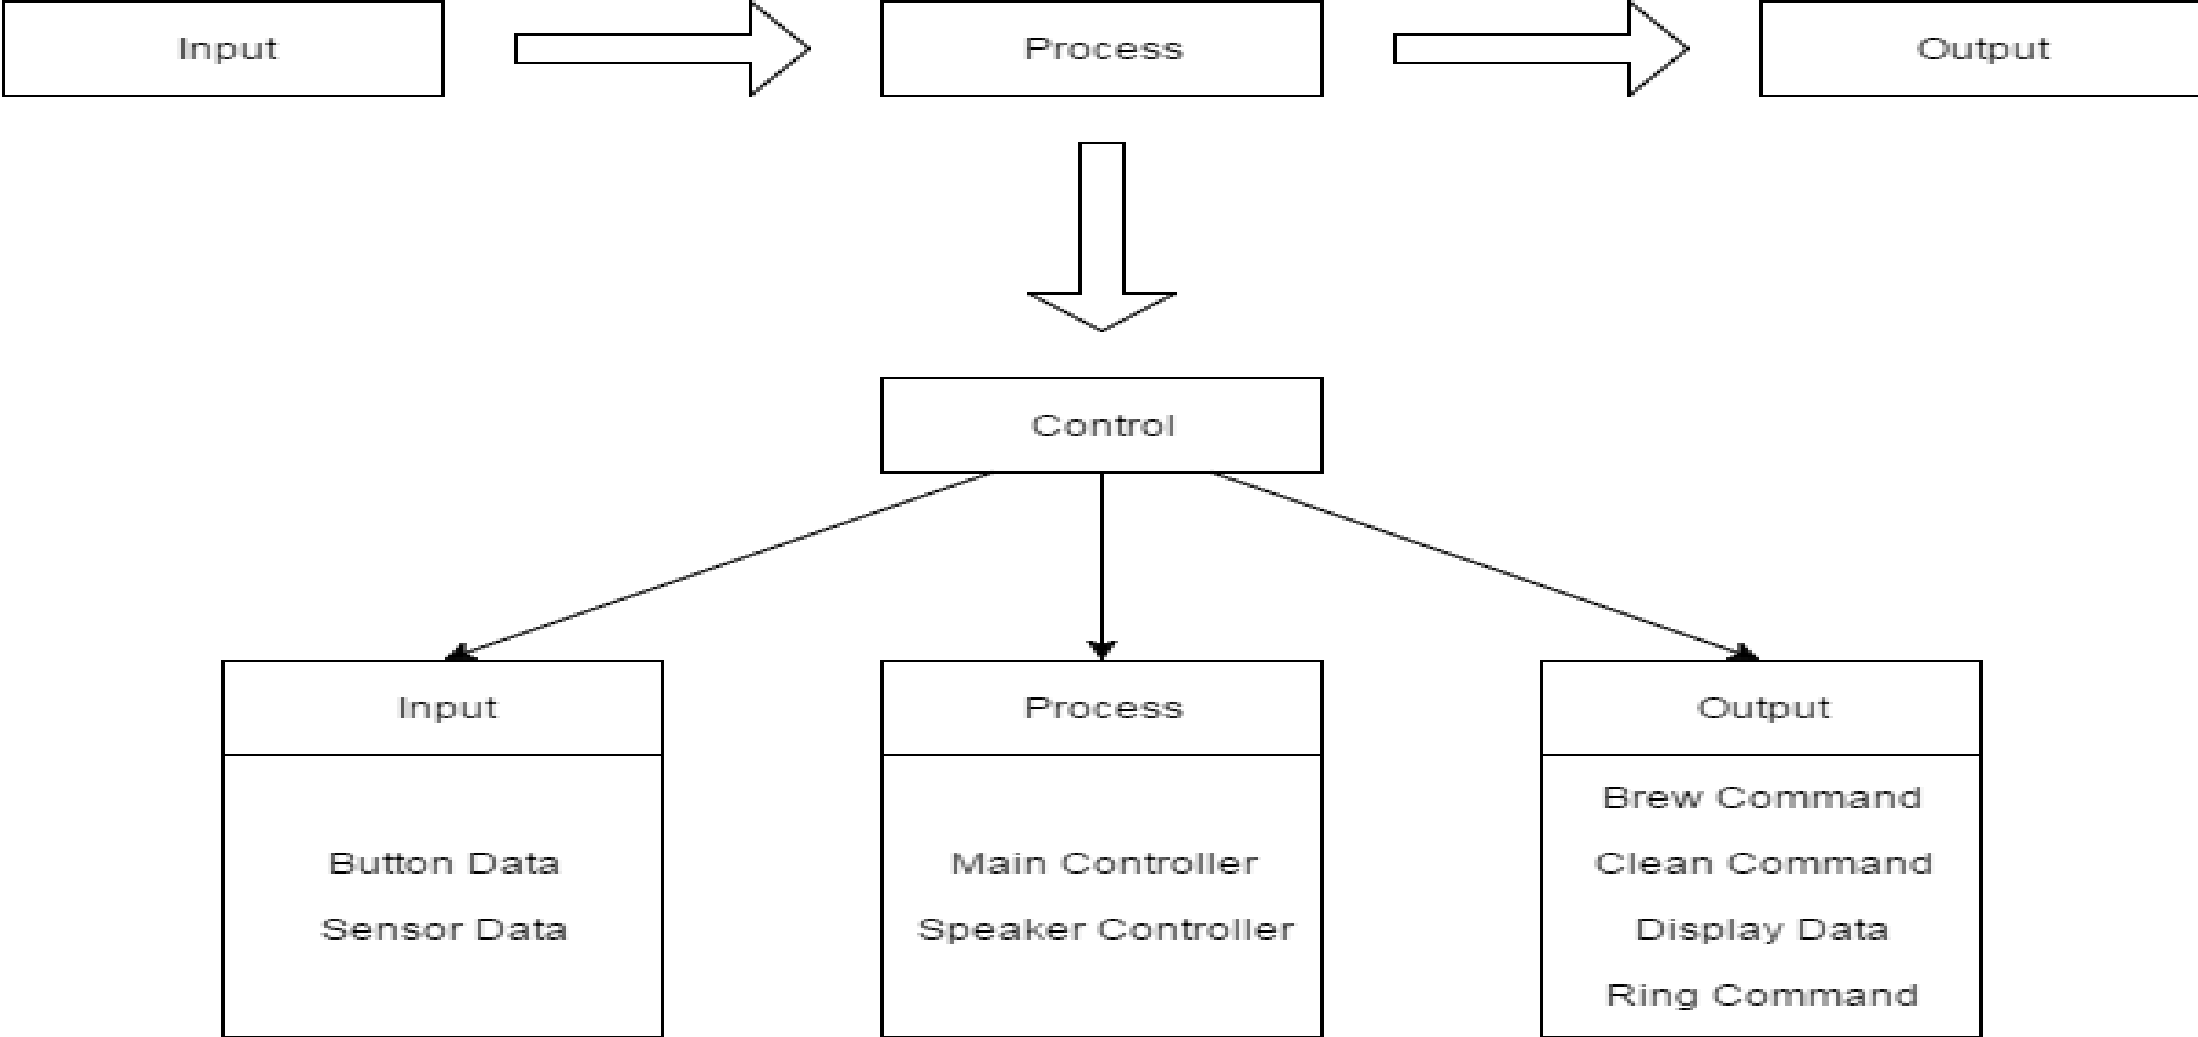 Input
Process
Output
Control
Input
Button Data
Sensor Data
Process
Main Controller
Speaker Controller
Output
Brew Command
Clean Command
Display Data
Ring Command